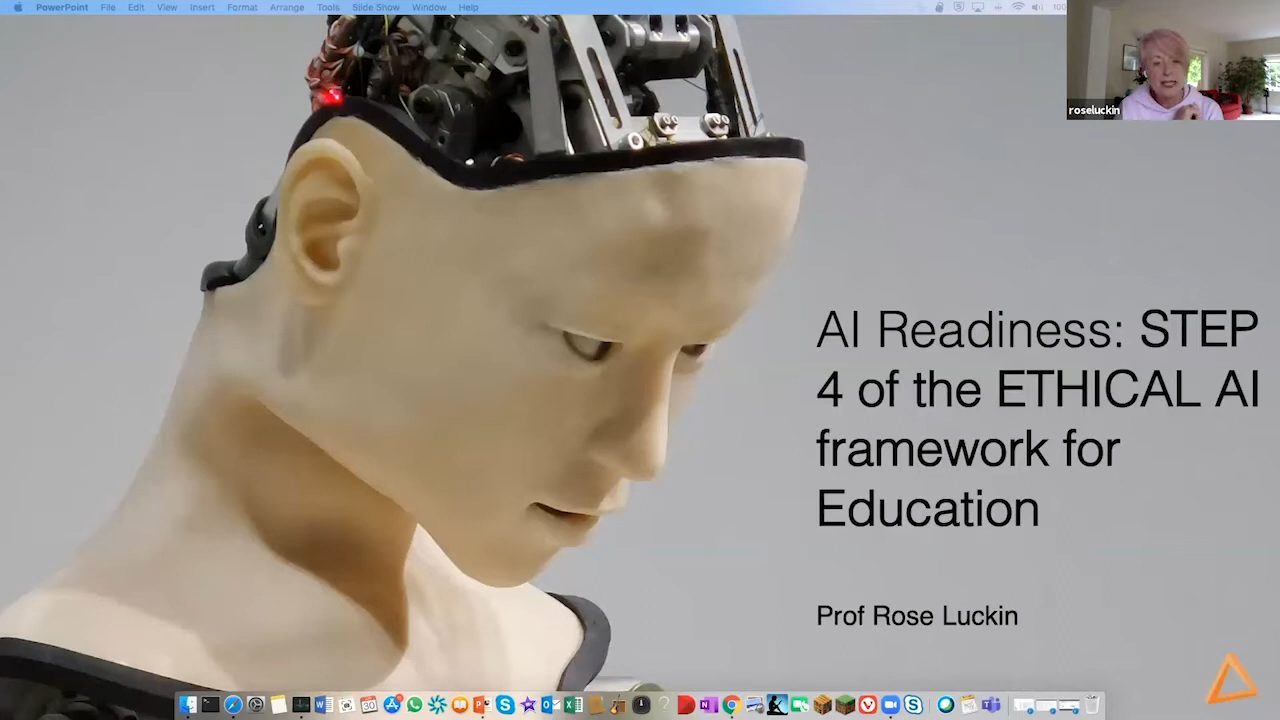 PowerPoint File Edit View Insert Format Arrange Tools Slide Show Window Help
roseluckin
AI Readiness: STEP
4 of the ETHICAL AI
framework for
Education
Prof Rose Luckin
30